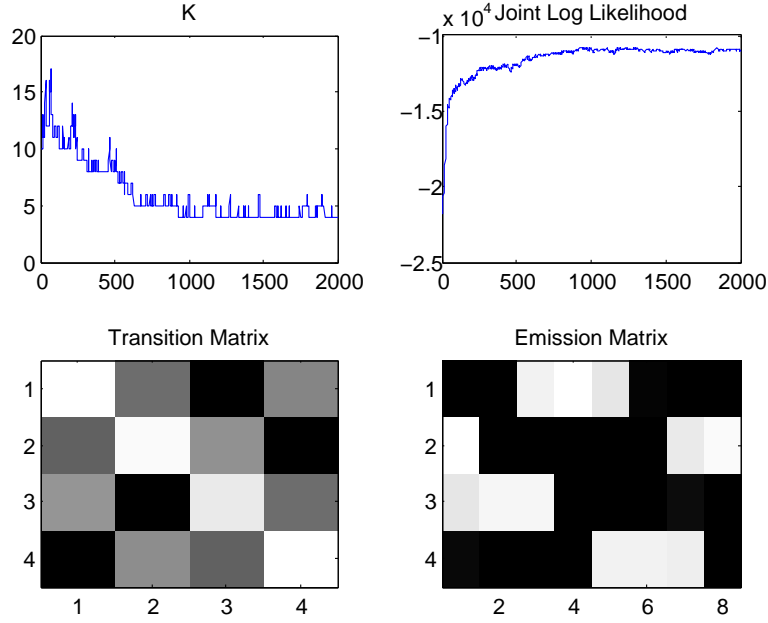 K
20
15
10
5
0
0 500 1000 1500 2000
x 10^4 Joint Log Likelihood
−1
−1.5
−2
−2.5
0 500 1000 1500 2000
Transition Matrix
1
2
3
4
1 2 3 4
Emission Matrix
1
2
3
4
2 4 6 8